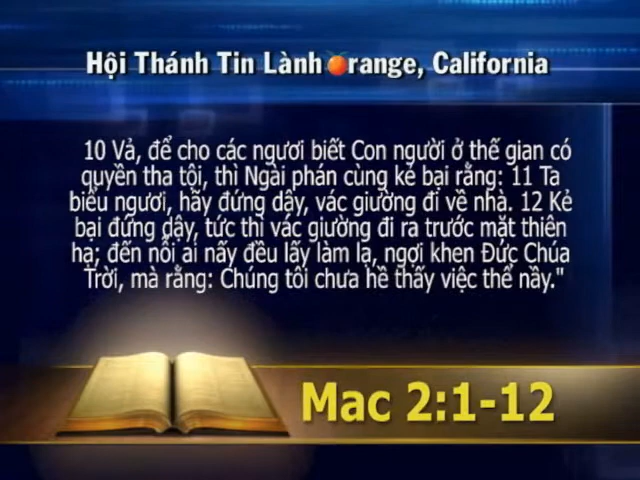 Hội Thánh Tin Lành Orange, California
10 Vả, để cho các ngươi biết Con người ở thế gian có
quyền tha tội, thì Ngài phán cùng kẻ bại rằng: 11 Ta
biểu ngươi, hãy đứng dậy, vác giường đi về nhà. 12 Kẻ
bại đứng dậy, tức thì vác giường đi ra trước mặt thiên
hạ; đến nỗi ai nấy đều lấy làm lạ, ngợi khen Đức Chúa
Trời, mà rằng: Chúng tôi chưa hề thấy việc thể nầy."
Mac 2:1-12